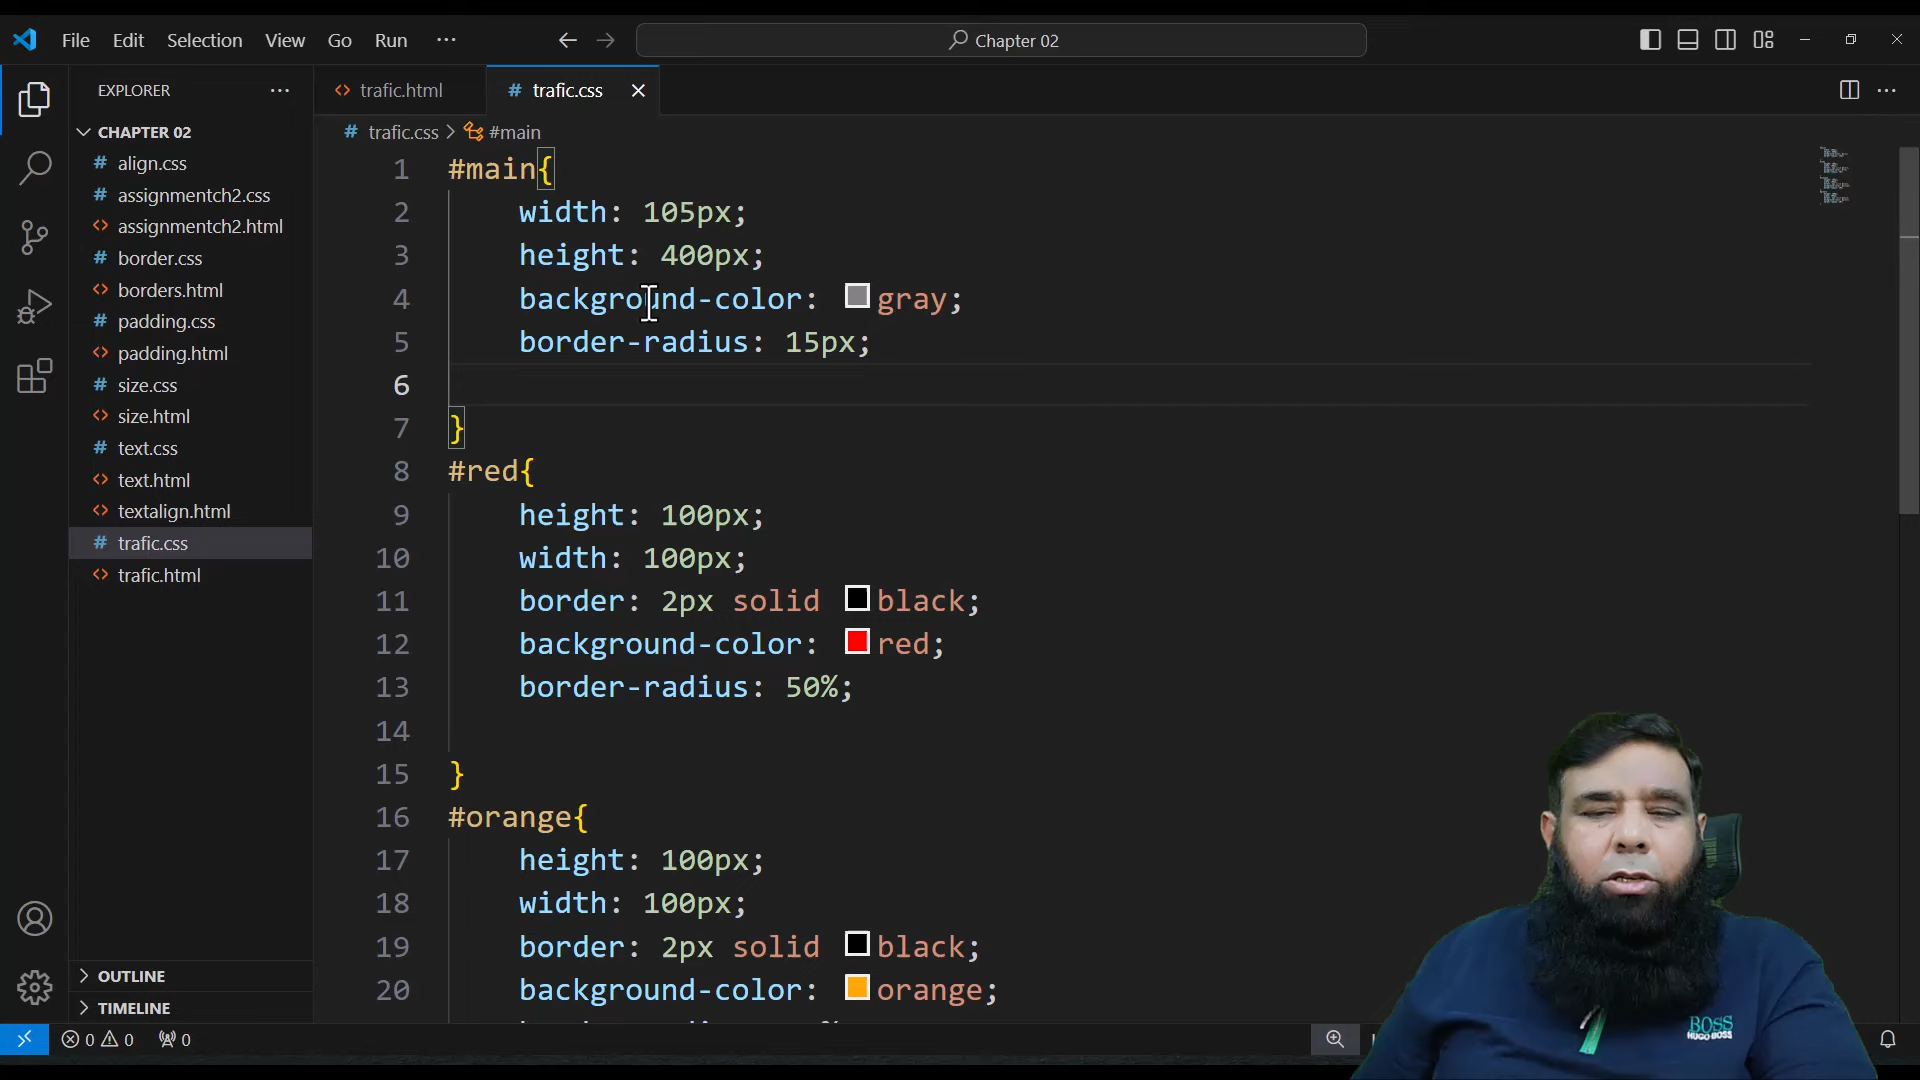 File Edit Selection View Go Run ···
Chapter 02
EXPLORER ···
trafic.html
# trafic.css
# trafic.css > #main
CHAPTER 02
# align.css
# assignmentch2.css
<> assignmentch2.html
# border.css
<> borders.html
# padding.css
<> padding.html
# size.css
<> size.html
# text.css
<> text.html
<> textalign.html
# trafic.css
<> trafic.html
OUTLINE
TIMELINE
1 #main{
2 width: 105px;
3 height: 400px;
4 background-color: gray;
5 border-radius: 15px;
6
7 }
8 #red{
9 height: 100px;
10 width: 100px;
11 border: 2px solid black;
12 background-color: red;
13 border-radius: 50%;
14
15 }
16 #orange{
17 height: 100px;
18 width: 100px;
19 border: 2px solid black;
20 background-color: orange;
0 0 0
BOSS
HUGO BOSS